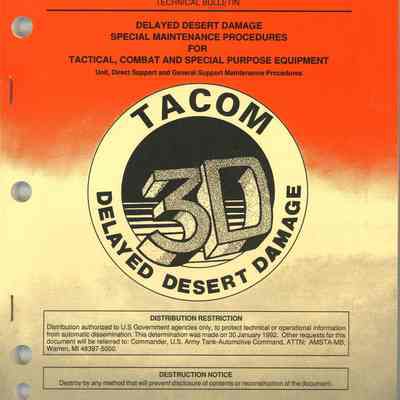 TECHNICAL BULLETIN
DELAYED DESERT DAMAGE
SPECIAL MAINTENANCE PROCEDURES
FOR
TACTICAL, COMBAT AND SPECIAL PURPOSE EQUIPMENT
Unit, Direct Support and General Support Maintenance Procedures
TACOM
3D
DELAYED DESERT DAMAGE
DISTRIBUTION RESTRICTION
Distribution authorized to U.S Government agencies only, to protect technical or operational information
from automatic dissemination. This determination was made on 30 January 1992. Other requests for this
document will be referred to: Commander, U.S. Army Tank-Automotive Command, ATTN: AMSTA-MB,
Warren, MI 48397-5000.
DESTRUCTION NOTICE
Destroy by any method that will prevent disclosure of contents or reconstruction of the document.